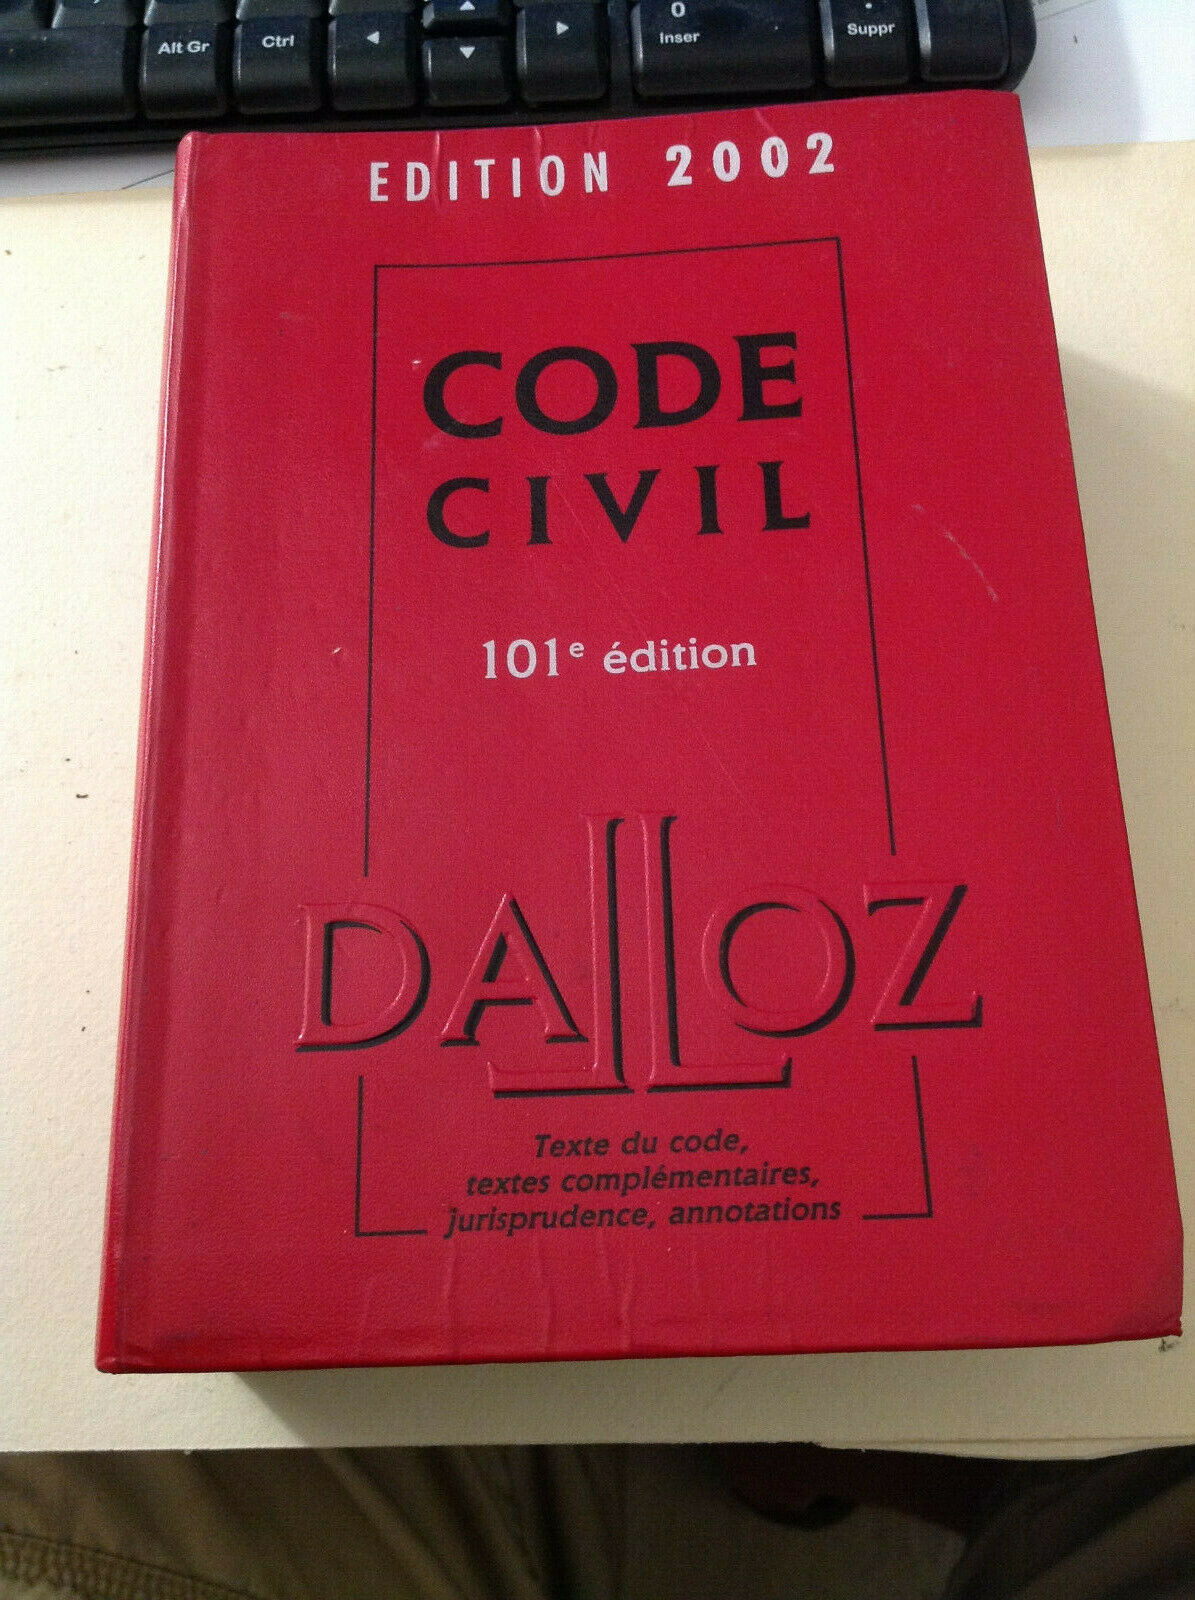 Alt Gr
Ctrl
0
Inser
.
Suppr
EDITION 2002
CODE
CIVIL
101e édition
DALLOZ
Texte du code,
textes complémentaires,
jurisprudence, annotations